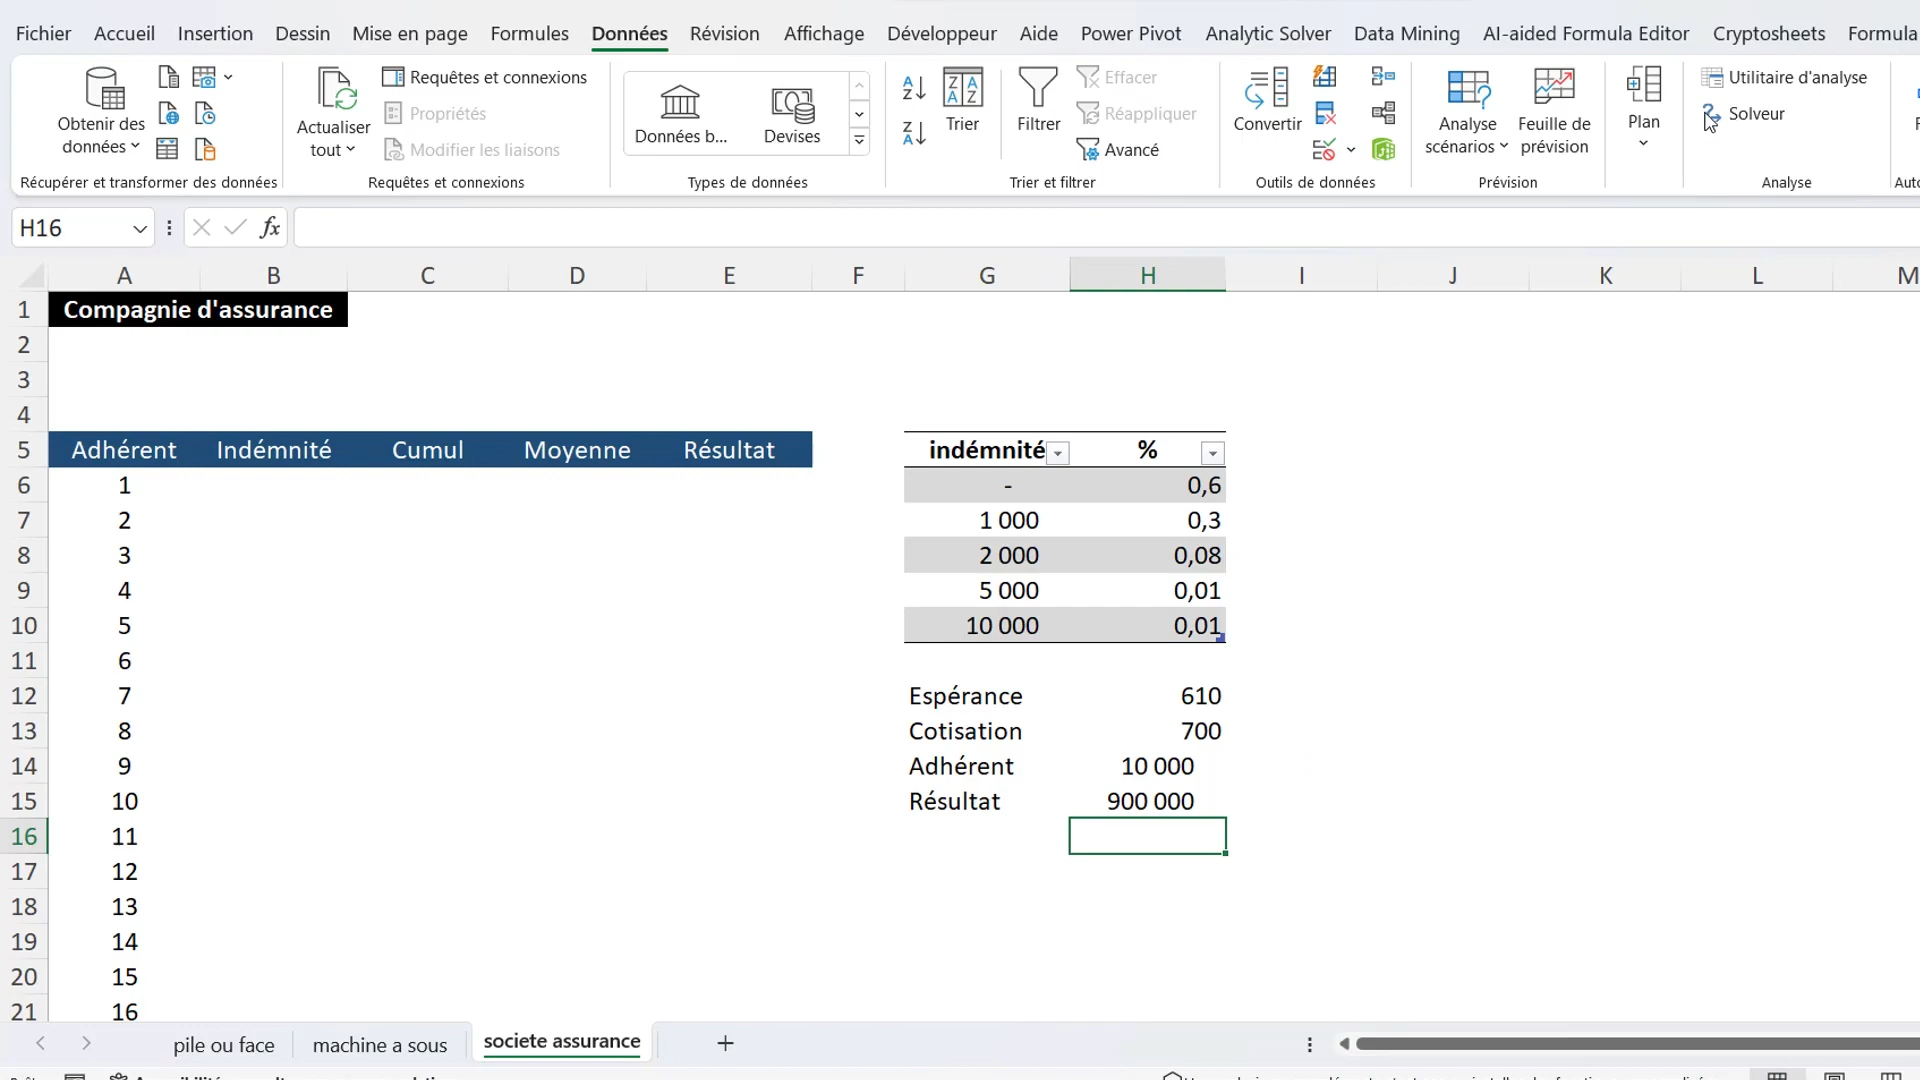 Fichier Accueil Insertion Dessin Mise en page Formules Données Révision Affichage Développeur Aide Power Pivot Analytic Solver Data Mining AI-aided Formula Editor Cryptosheets Formula
Obtenir des données
Actualiser tout
Requêtes et connexions
Propriétés
Modifier les liaisons
Données b...
Devises
Trier
Filtrer
Effacer
Réappliquer
Avancé
Convertir
Analyse scénarios
Feuille de prévision
Plan
Utilitaire d'analyse
Solveur
Récupérer et transformer des données Requêtes et connexions Types de données Trier et filtrer Outils de données Prévision Analyse
H16 fx
A B C D E F G H I J K L M
1 Compagnie d'assurance
2
3
4
5 Adhérent Indémnité Cumul Moyenne Résultat indémnité %
6 1 - 0,6
7 2 1 000 0,3
8 3 2 000 0,08
9 4 5 000 0,01
10 5 10 000 0,01
11 6
12 7 Espérance 610
13 8 Cotisation 700
14 9 Adhérent 10 000
15 10 Résultat 900 000
16 11
17 12
18 13
19 14
20 15
21 16
pile ou face machine a sous societe assurance